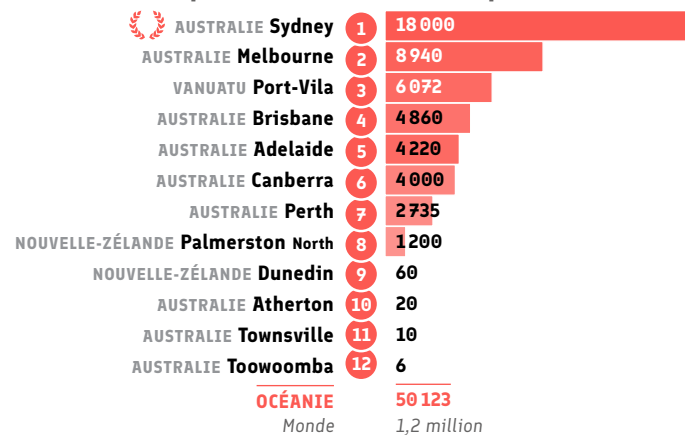 AUSTRALIE Sydney 1 18 000
AUSTRALIE Melbourne 2 8 940
VANUATU Port-Vila 3 6 072
AUSTRALIE Brisbane 4 4 860
AUSTRALIE Adelaide 5 4 220
AUSTRALIE Canberra 6 4 000
AUSTRALIE Perth 7 2 735
NOUVELLE-ZÉLANDE Palmerston North 8 1 200
NOUVELLE-ZÉLANDE Dunedin 9 60
AUSTRALIE Atherton 10 20
AUSTRALIE Townsville 11 10
AUSTRALIE Toowoomba 12 6
OCÉANIE 50 123
Monde 1,2 million